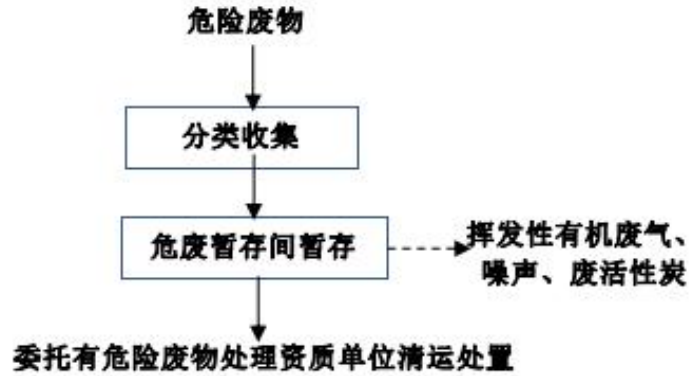 危险废物
分类收集
危废暂存间暂存
挥发性有机废气、
噪声、废活性炭
委托有危险废物处理资质单位清运处置